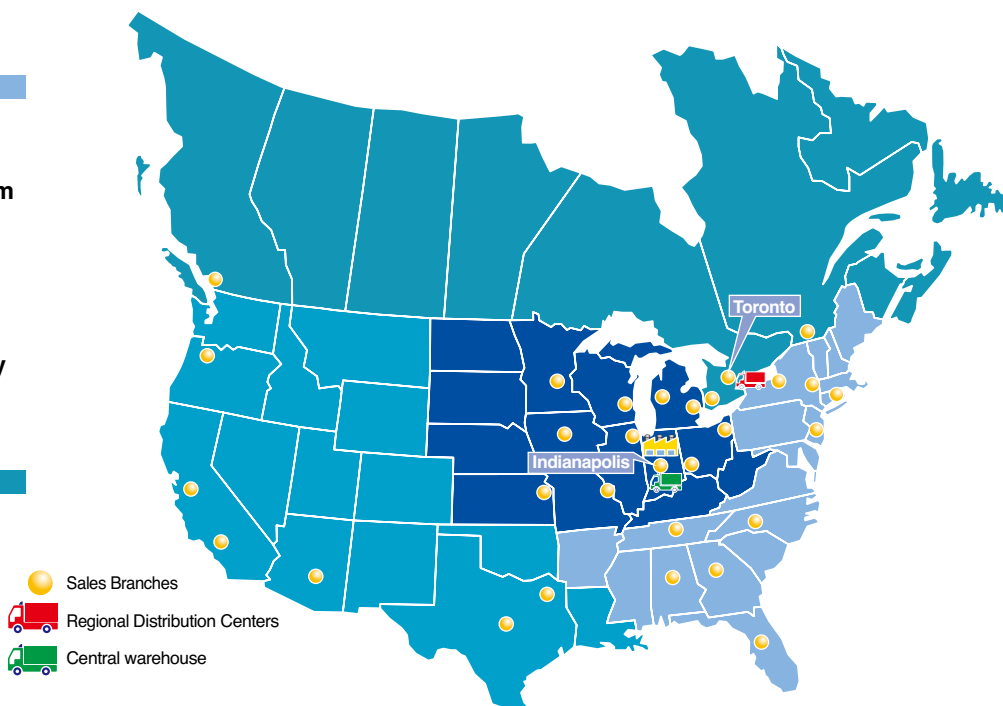 m
y
Toronto
Indianapolis
Sales Branches
Regional Distribution Centers
Central warehouse